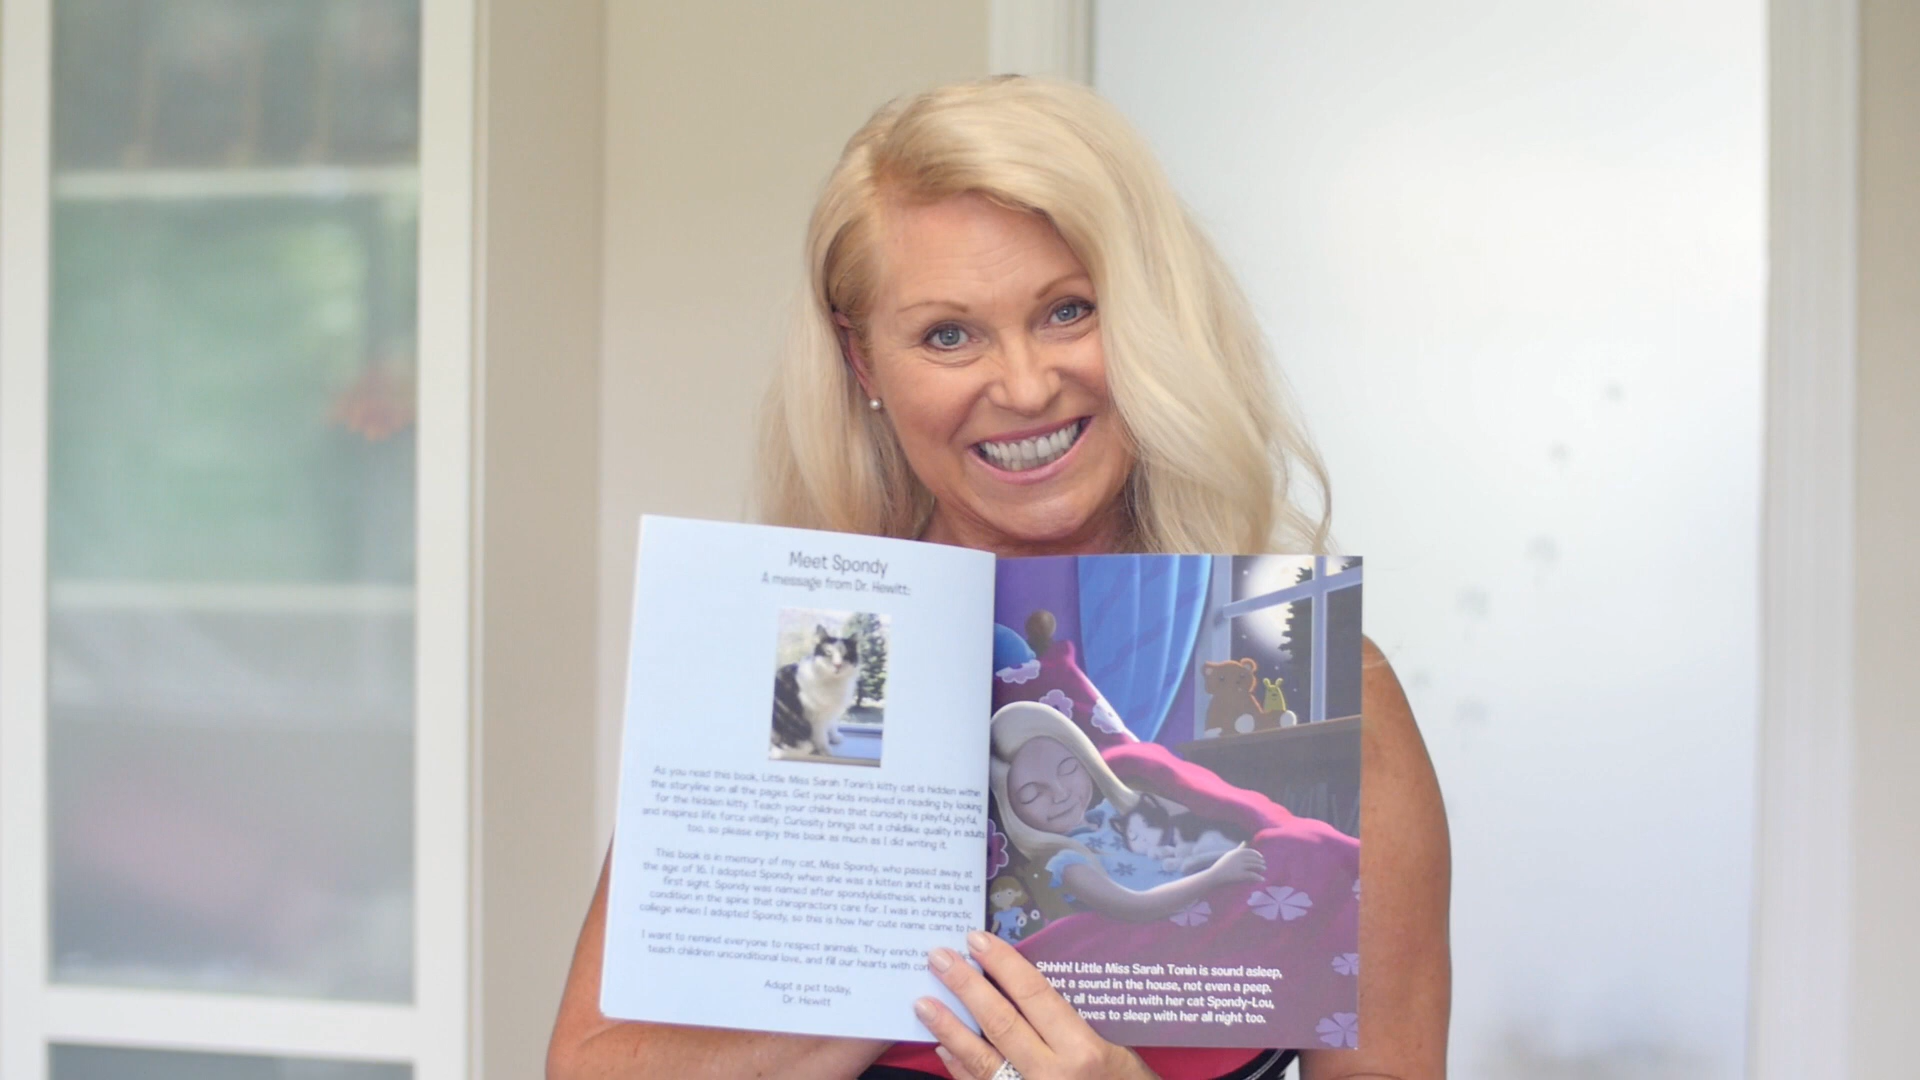 Meet Spondy
A message from Dr. Hewitt:
As you read this book, Little Miss Sarah Tonin's kitty cat is hidden within
the storyline on all the pages. Get your kids involved in reading by looking
for the hidden kitty. Teach your children that curiosity is playful, joyful,
and inspires life force vitality. Curiosity brings out a childlike quality in adults
too, so please enjoy this book as much as I did writing it.
This book is in memory of my cat, Miss Spondy, who passed away at
the age of 16. I adopted Spondy when she was a kitten and it was love at
first sight. Spondy was named after spondylolisthesis, which is a
condition in the spine that chiropractors care for. I was in chiropractic
college when I adopted Spondy, so this is how her cute name came to be.
I want to remind everyone to respect animals. They enrich
teach children unconditional love, and fill our hearts with
Adopt a pet today,
Dr. Hewitt
Shhhh! Little Miss Sarah Tonin is sound asleep,
Not a sound in the house, not even a peep.
all tucked in with her cat Spondy-Lou,
loves to sleep with her all night too.